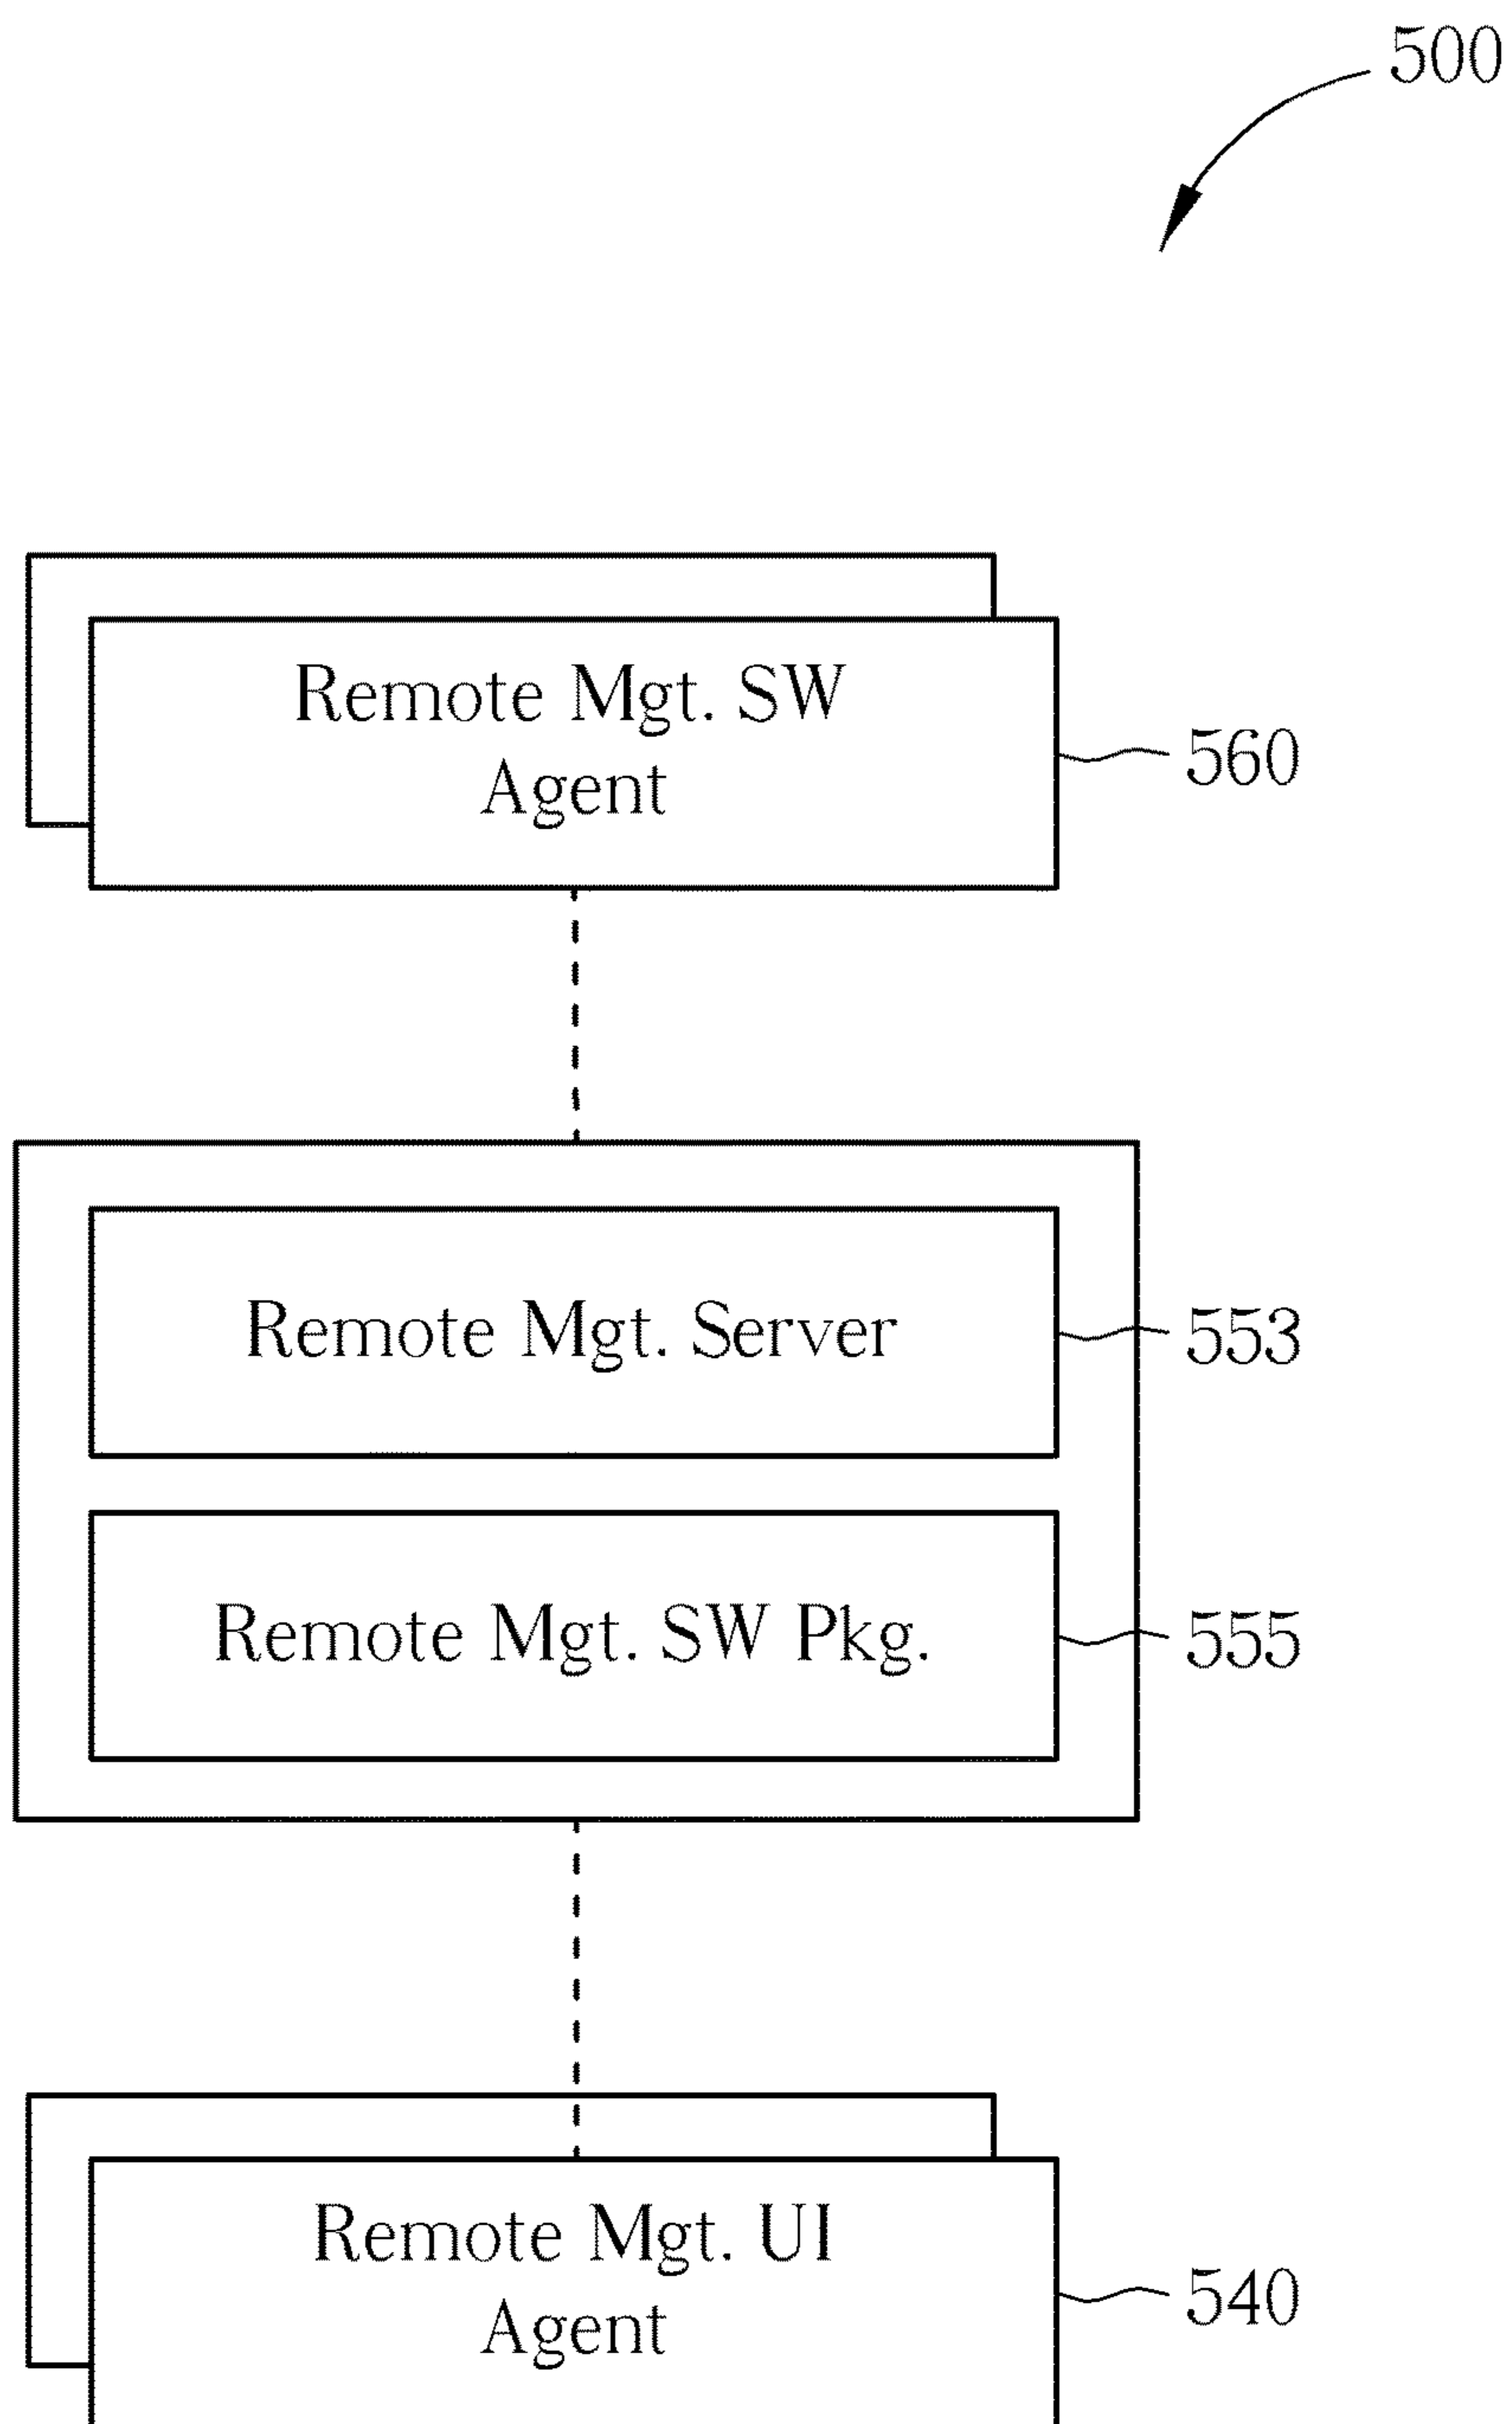 500
Remote Mgt. SW
Agent
560
Remote Mgt. Server
553
Remote Mgt. SW Pkg.
555
Remote Mgt. UI
Agent
540